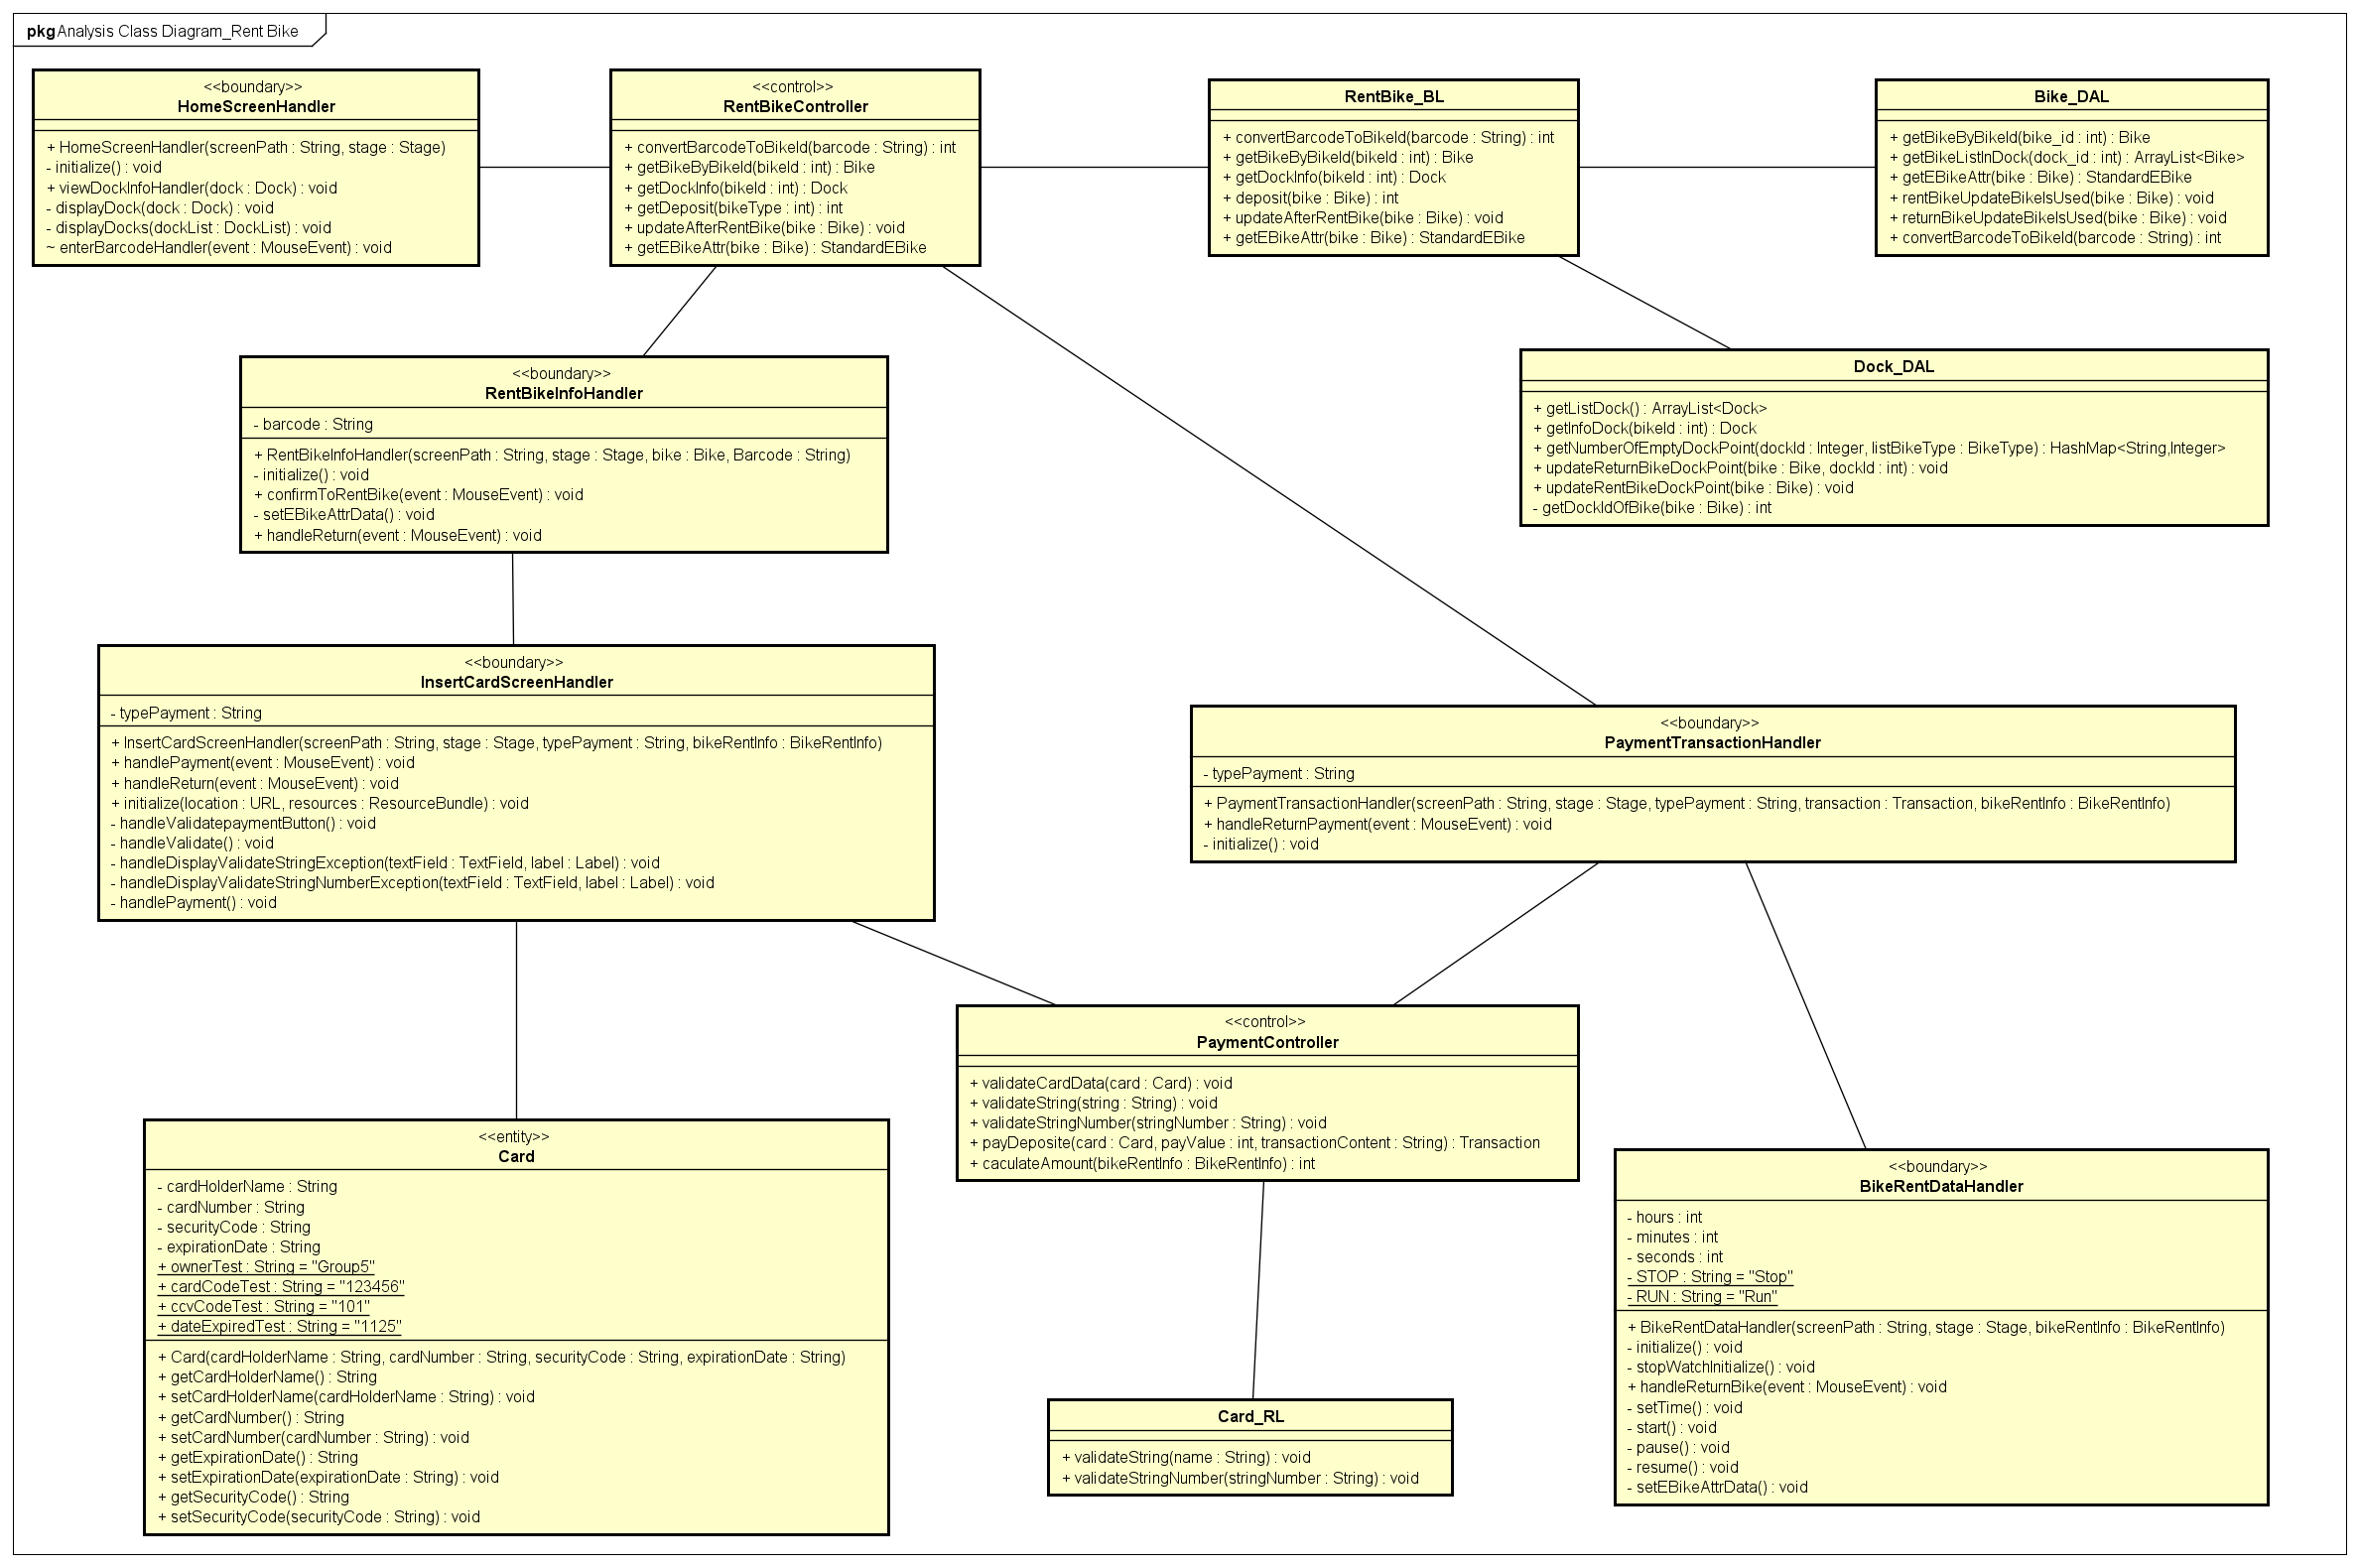 pkg Analysis Class Diagram_Rent Bike
<<boundary>>
HomeScreenHandler
+ HomeScreenHandler(screenPath : String, stage : Stage)
- initialize() : void
+ viewDockInfoHandler(dock : Dock) : void
- displayDock(dock : Dock) : void
- displayDocks(dockList : DockList) : void
~ enterBarcodeHandler(event : MouseEvent) : void
<<control>>
RentBikeController
+ convertBarcodeToBikeId(barcode : String) : int
+ getBikeByBikeId(bikeId : int) : Bike
+ getDockInfo(bikeId : int) : Dock
+ getDeposit(bikeType : int) : int
+ updateAfterRentBike(bike : Bike) : void
+ getEBikeAttr(bike : Bike) : StandardEBike
RentBike_BL
+ convertBarcodeToBikeId(barcode : String) : int
+ getBikeByBikeId(bikeId : int) : Bike
+ getDockInfo(bikeId : int) : Dock
+ deposit(bike : Bike) : int
+ updateAfterRentBike(bike : Bike) : void
+ getEBikeAttr(bike : Bike) : StandardEBike
Bike_DAL
+ getBikeByBikeId(bike_id : int) : Bike
+ getBikeListInDock(dock_id : int) : ArrayList<Bike>
+ getEBikeAttr(bike : Bike) : StandardEBike
+ rentBikeUpdateBikeIsUsed(bike : Bike) : void
+ returnBikeUpdateBikeIsUsed(bike : Bike) : void
+ convertBarcodeToBikeId(barcode : String) : int
<<boundary>>
RentBikeInfoHandler
- barcode : String
+ RentBikeInfoHandler(screenPath : String, stage : Stage, bike : Bike, Barcode : String)
- initialize() : void
+ confirmToRentBike(event : MouseEvent) : void
- setEBikeAttrData() : void
+ handleReturn(event : MouseEvent) : void
Dock_DAL
+ getListDock() : ArrayList<Dock>
+ getInfoDock(bikeId : int) : Dock
+ getNumberOfEmptyDockPoint(dockId : Integer, listBikeType : BikeType) : HashMap<String,Integer>
+ updateReturnBikeDockPoint(bike : Bike, dockId : int) : void
+ updateRentBikeDockPoint(bike : Bike) : void
- getDockIdOfBike(bike : Bike) : int
<<boundary>>
InsertCardScreenHandler
- typePayment : String
+ InsertCardScreenHandler(screenPath : String, stage : Stage, typePayment : String, bikeRentInfo : BikeRentInfo)
+ handlePayment(event : MouseEvent) : void
+ handleReturn(event : MouseEvent) : void
+ initialize(location : URL, resources : ResourceBundle) : void
- handleValidatepaymentButton() : void
- handleValidate() : void
- handleDisplayValidateStringException(textField : TextField, label : Label) : void
- handleDisplayValidateStringNumberException(textField : TextField, label : Label) : void
- handlePayment() : void
<<boundary>>
PaymentTransactionHandler
- typePayment : String
+ PaymentTransactionHandler(screenPath : String, stage : Stage, typePayment : String, transaction : Transaction, bikeRentInfo : BikeRentInfo)
+ handleReturnPayment(event : MouseEvent) : void
- initialize() : void
<<control>>
PaymentController
+ validateCardData(card : Card) : void
+ validateString(string : String) : void
+ validateStringNumber(stringNumber : String) : void
+ payDeposite(card : Card, payValue : int, transactionContent : String) : Transaction
+ caculateAmount(bikeRentInfo : BikeRentInfo) : int
<<entity>>
Card
- cardHolderName : String
- cardNumber : String
- securityCode : String
- expirationDate : String
+ ownerTest : String = "Group5"
+ cardCodeTest : String = "123456"
+ ccvCodeTest : String = "101"
+ dateExpiredTest : String = "1125"
+ Card(cardHolderName : String, cardNumber : String, securityCode : String, expirationDate : String)
+ getCardHolderName() : String
+ setCardHolderName(cardHolderName : String) : void
+ getCardNumber() : String
+ setCardNumber(cardNumber : String) : void
+ getExpirationDate() : String
+ setExpirationDate(expirationDate : String) : void
+ getSecurityCode() : String
+ setSecurityCode(securityCode : String) : void
<<boundary>>
BikeRentDataHandler
- hours : int
- minutes : int
- seconds : int
- STOP : String = "Stop"
- RUN : String = "Run"
+ BikeRentDataHandler(screenPath : String, stage : Stage, bikeRentInfo : BikeRentInfo)
- initialize() : void
- stopWatchInitialize() : void
+ handleReturnBike(event : MouseEvent) : void
- setTime() : void
- start() : void
- pause() : void
- resume() : void
- setEBikeAttrData() : void
Card_RL
+ validateString(name : String) : void
+ validateStringNumber(stringNumber : String) : void